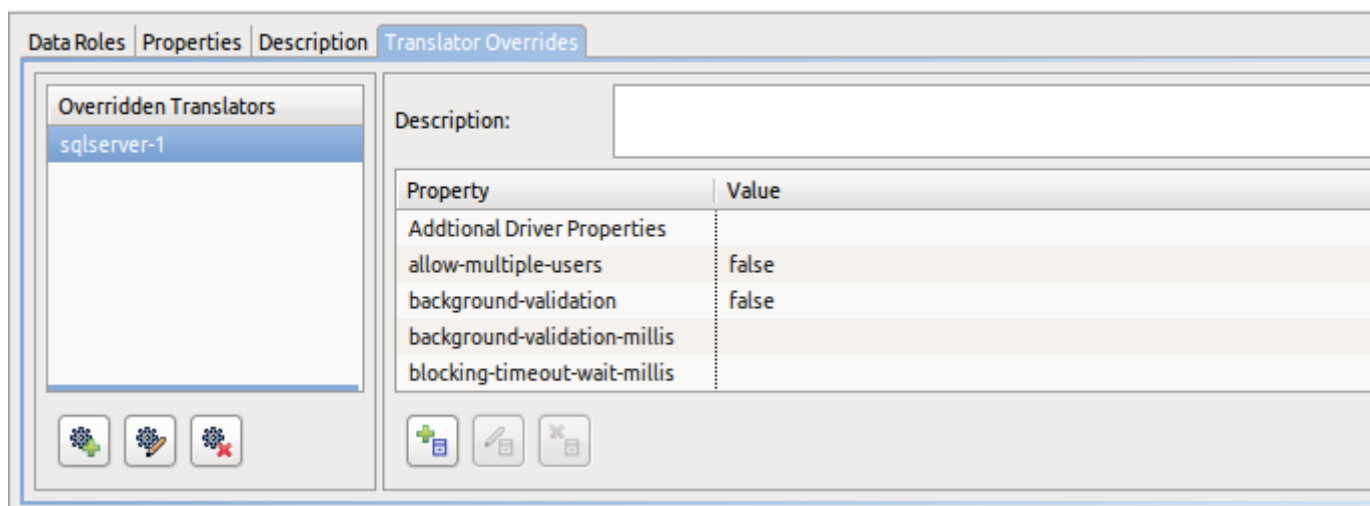 Data Roles Properties Description Translator Overrides
Overridden Translators
sqlserver-1
Description:
Property Value
Addtional Driver Properties
allow-multiple-users false
background-validation false
background-validation-millis
blocking-timeout-wait-millis